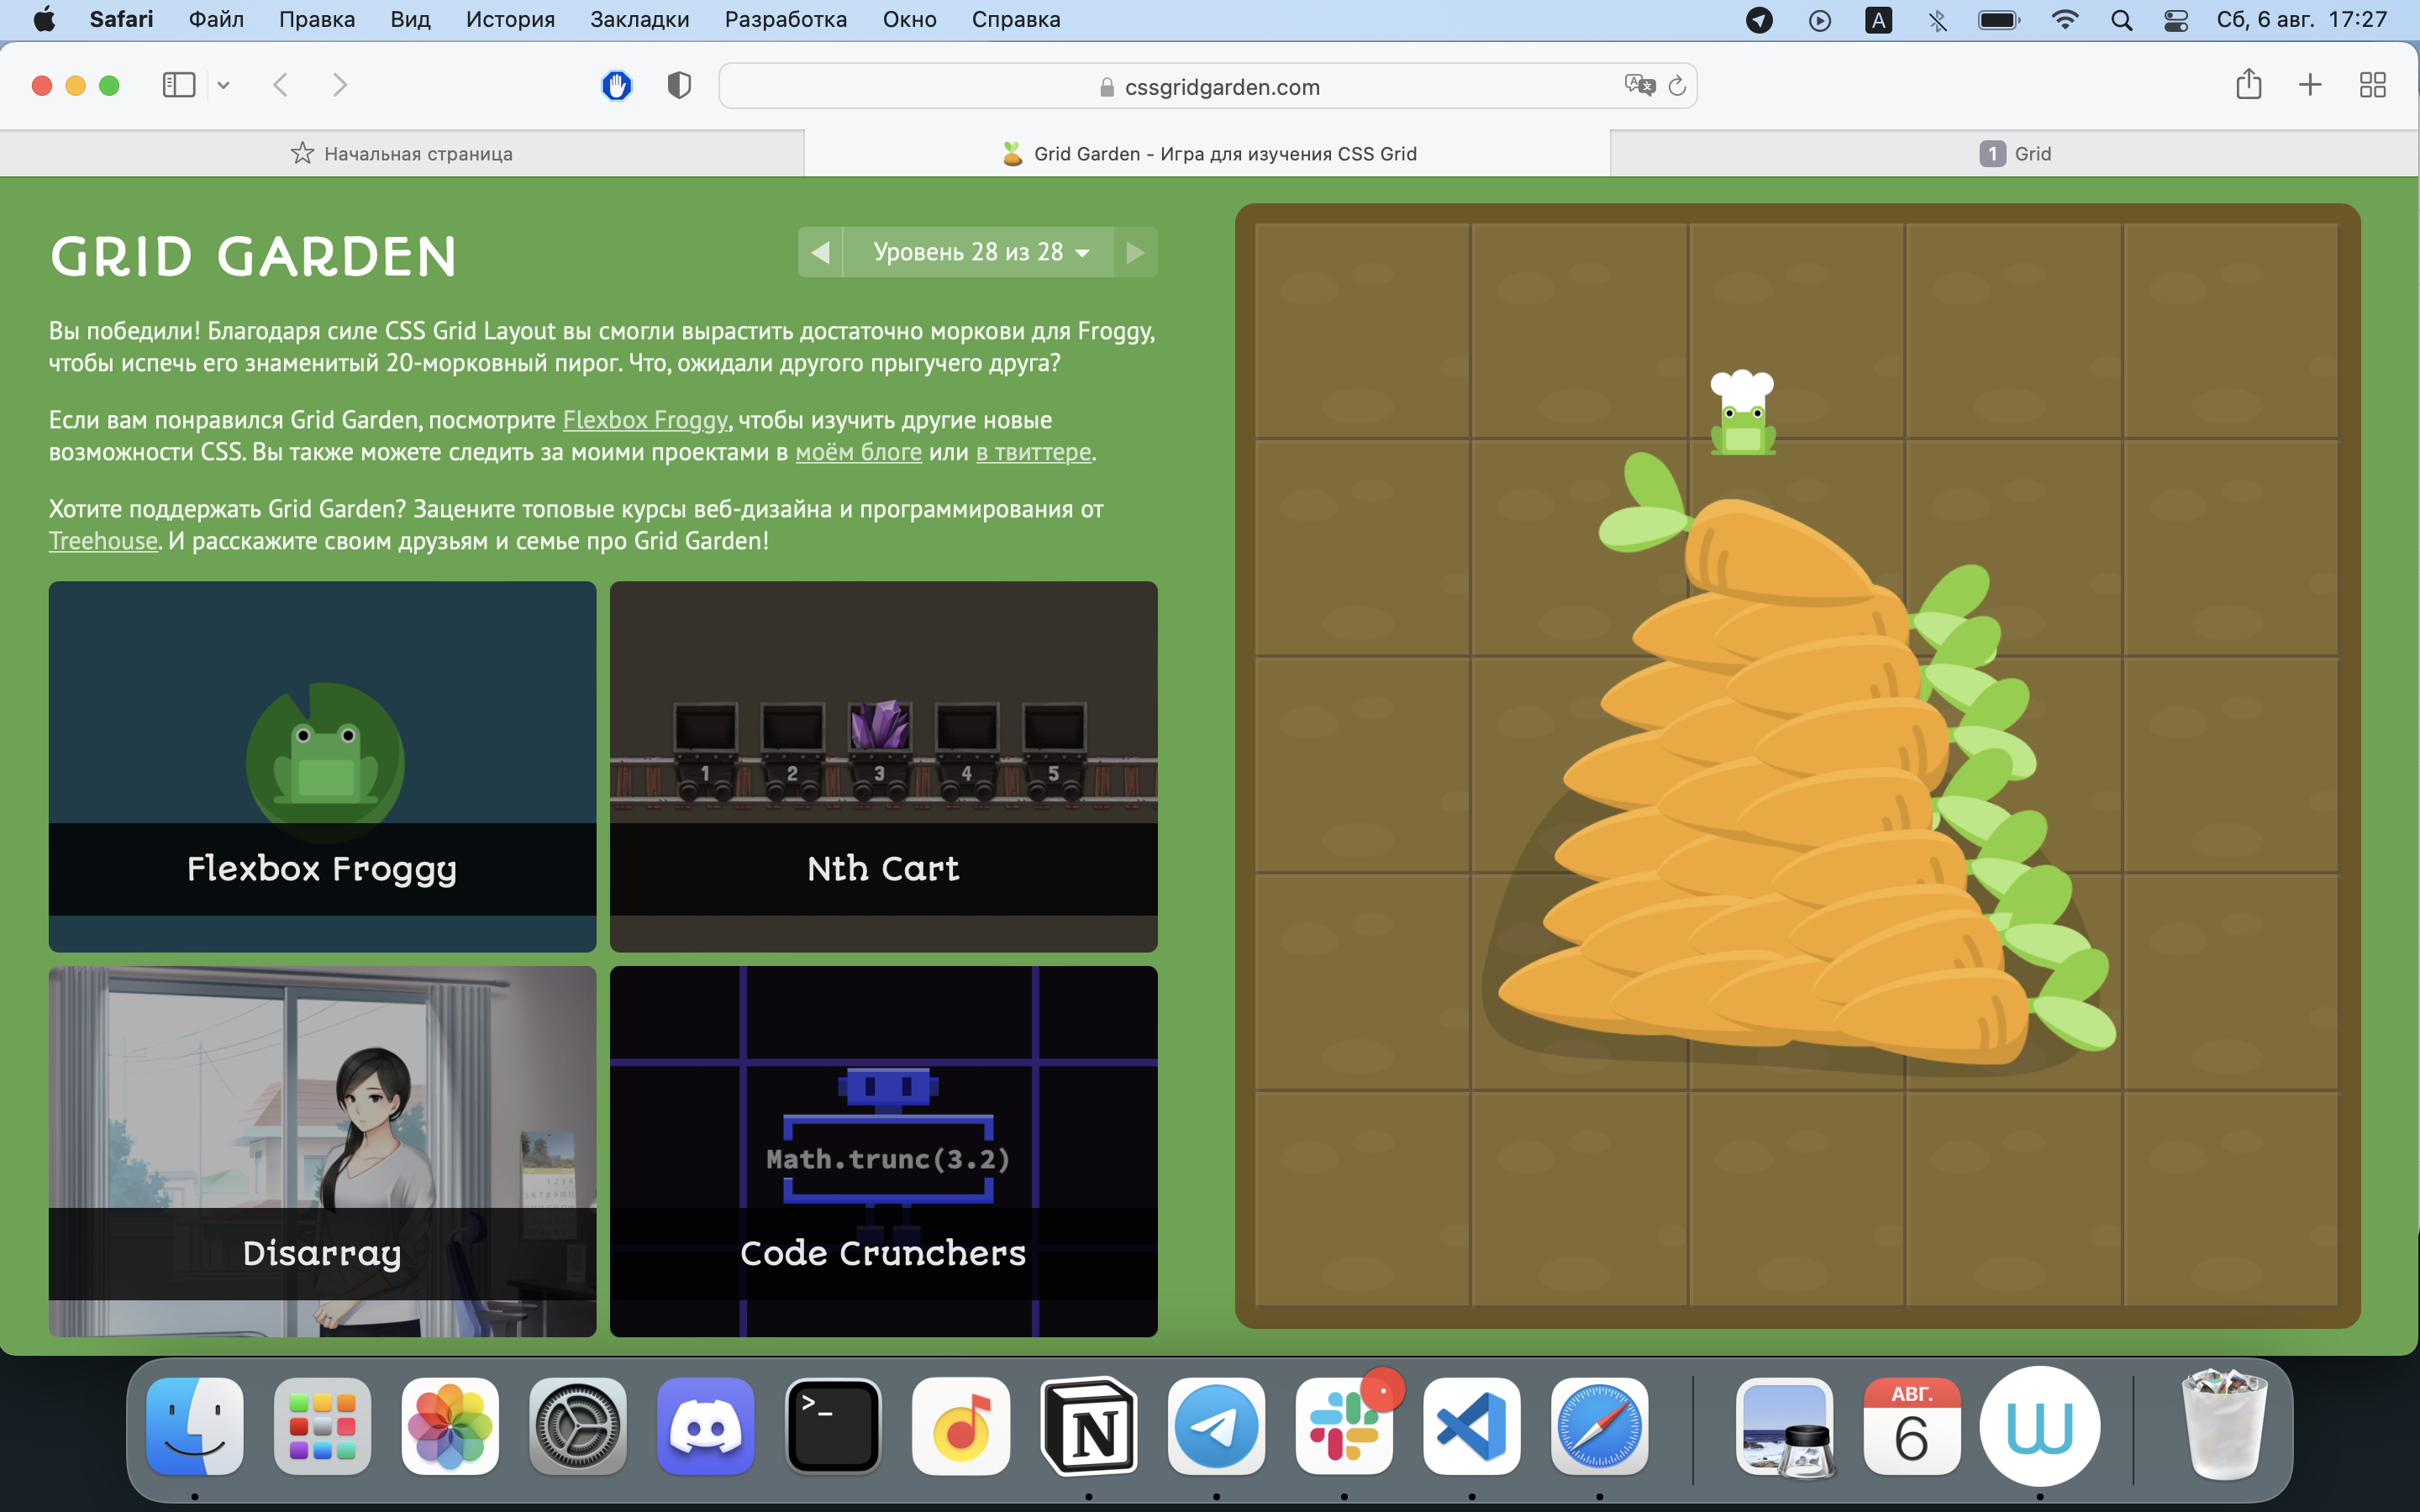 Safari Файл Правка Вид История Закладки Разработка Окно Справка A Сб, 6 авг. 17:27
cssgridgarden.com
Начальная страница
Grid Garden - Игра для изучения CSS Grid
1 Grid
GRID GARDEN
Уровень 28 из 28
Вы победили! Благодаря силе CSS Grid Layout вы смогли вырастить достаточно моркови для Froggy,
чтобы испечь его знаменитый 20-морковный пирог. Что, ожидали другого прыгучего друга?
Если вам понравился Grid Garden, посмотрите Flexbox Froggy, чтобы изучить другие новые
возможности CSS. Вы также можете следить за моими проектами в моём блоге или в твиттере.
Хотите поддержать Grid Garden? Зацените топовые курсы веб-дизайна и программирования от
Treehouse. И расскажите своим друзьям и семье про Grid Garden!
Flexbox Froggy
1 2 3 4 5
Nth Cart
Disarray
Math.trunc(3.2)
Code Crunchers
>_
N
АВГ.
6
W